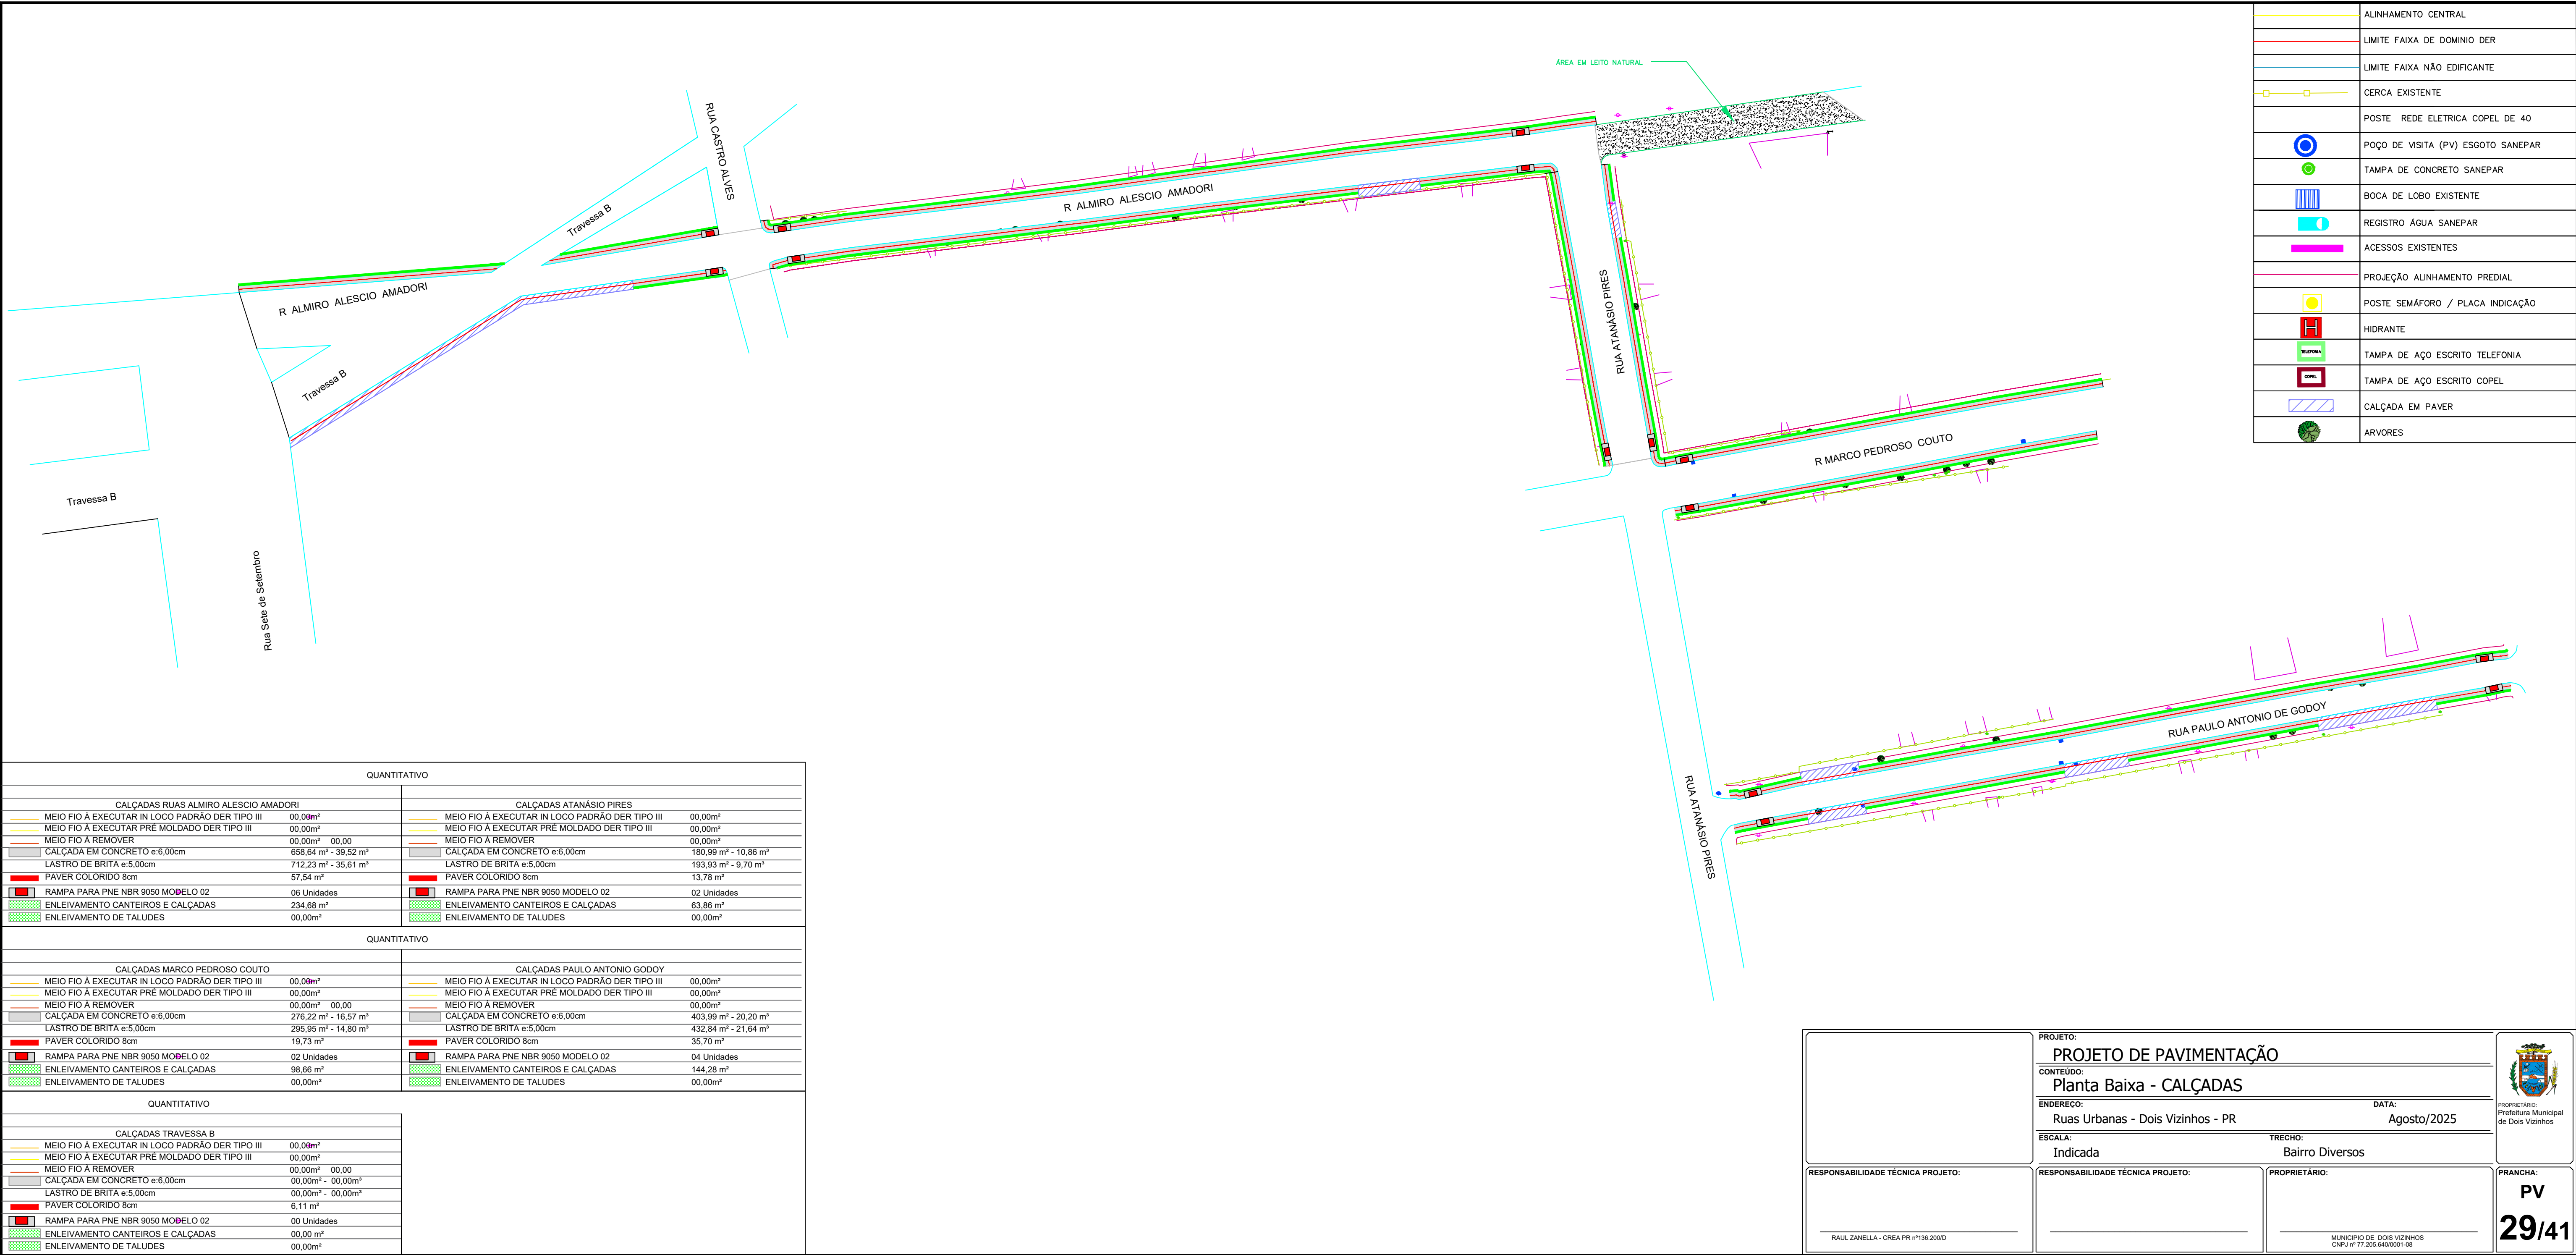 ALINHAMENTO CENTRAL
LIMITE FAIXA DE DOMINIO DER
LIMITE FAIXA NÃO EDIFICANTE
CERCA EXISTENTE
POSTE REDE ELETRICA COPEL DE 40
POÇO DE VISITA (PV) ESGOTO SANEPAR
TAMPA DE CONCRETO SANEPAR
BOCA DE LOBO EXISTENTE
REGISTRO ÁGUA SANEPAR
ACESSOS EXISTENTES
PROJEÇÃO ALINHAMENTO PREDIAL
POSTE SEMÁFORO / PLACA INDICAÇÃO
H HIDRANTE
TELEFONIA TAMPA DE AÇO ESCRITO TELEFONIA
COPEL TAMPA DE AÇO ESCRITO COPEL
CALÇADA EM PAVER
ARVORES
ÁREA EM LEITO NATURAL
RUA CASTRO ALVES
Travessa B
R ALMIRO ALESCIO AMADORI
R ALMIRO ALESCIO AMADORI
Travessa B
Travessa B
Rua Sete de Setembro
RUA ATANÁSIO PIRES
R MARCO PEDROSO COUTO
RUA PAULO ANTONIO DE GODOY
RUA ATANÁSIO PIRES
QUANTITATIVO
CALÇADAS RUAS ALMIRO ALESCIO AMADORI
MEIO FIO À EXECUTAR IN LOCO PADRÃO DER TIPO III 00,00m²
MEIO FIO À EXECUTAR PRÉ MOLDADO DER TIPO III 00,00m²
MEIO FIO À REMOVER 00,00m² 00,00
CALÇADA EM CONCRETO e:6,00cm 658,64 m² - 39,52 m³
LASTRO DE BRITA e:5,00cm 712,23 m² - 35,61 m³
PAVER COLORIDO 8cm 57,54 m²
RAMPA PARA PNE NBR 9050 MODELO 02 06 Unidades
ENLEIVAMENTO CANTEIROS E CALÇADAS 234,68 m²
ENLEIVAMENTO DE TALUDES 00,00m²
CALÇADAS ATANÁSIO PIRES
MEIO FIO À EXECUTAR IN LOCO PADRÃO DER TIPO III 00,00m²
MEIO FIO À EXECUTAR PRÉ MOLDADO DER TIPO III 00,00m²
MEIO FIO À REMOVER 00,00m²
CALÇADA EM CONCRETO e:6,00cm 180,99 m² - 10,86 m³
LASTRO DE BRITA e:5,00cm 193,93 m² - 9,70 m³
PAVER COLORIDO 8cm 13,78 m²
RAMPA PARA PNE NBR 9050 MODELO 02 02 Unidades
ENLEIVAMENTO CANTEIROS E CALÇADAS 63,86 m²
ENLEIVAMENTO DE TALUDES 00,00m²
QUANTITATIVO
CALÇADAS MARCO PEDROSO COUTO
MEIO FIO À EXECUTAR IN LOCO PADRÃO DER TIPO III 00,00m²
MEIO FIO À EXECUTAR PRÉ MOLDADO DER TIPO III 00,00m²
MEIO FIO À REMOVER 00,00m² 00,00
CALÇADA EM CONCRETO e:6,00cm 276,22 m² - 16,57 m³
LASTRO DE BRITA e:5,00cm 295,95 m² - 14,80 m³
PAVER COLORIDO 8cm 19,73 m²
RAMPA PARA PNE NBR 9050 MODELO 02 02 Unidades
ENLEIVAMENTO CANTEIROS E CALÇADAS 98,66 m²
ENLEIVAMENTO DE TALUDES 00,00m²
CALÇADAS PAULO ANTONIO GODOY
MEIO FIO À EXECUTAR IN LOCO PADRÃO DER TIPO III 00,00m²
MEIO FIO À EXECUTAR PRÉ MOLDADO DER TIPO III 00,00m²
MEIO FIO À REMOVER 00,00m²
CALÇADA EM CONCRETO e:6,00cm 403,99 m² - 20,20 m³
LASTRO DE BRITA e:5,00cm 432,84 m² - 21,64 m³
PAVER COLORIDO 8cm 35,70 m²
RAMPA PARA PNE NBR 9050 MODELO 02 04 Unidades
ENLEIVAMENTO CANTEIROS E CALÇADAS 144,28 m²
ENLEIVAMENTO DE TALUDES 00,00m²
QUANTITATIVO
CALÇADAS TRAVESSA B
MEIO FIO À EXECUTAR IN LOCO PADRÃO DER TIPO III 00,00m²
MEIO FIO À EXECUTAR PRÉ MOLDADO DER TIPO III 00,00m²
MEIO FIO À REMOVER 00,00m² 00,00
CALÇADA EM CONCRETO e:6,00cm 00,00m² - 00,00m³
LASTRO DE BRITA e:5,00cm 00,00m² - 00,00m³
PAVER COLORIDO 8cm 6,11 m²
RAMPA PARA PNE NBR 9050 MODELO 02 00 Unidades
ENLEIVAMENTO CANTEIROS E CALÇADAS 00,00 m²
ENLEIVAMENTO DE TALUDES 00,00m²
PROJETO:
PROJETO DE PAVIMENTAÇÃO
CONTEÚDO:
Planta Baixa - CALÇADAS
ENDEREÇO: DATA:
Ruas Urbanas - Dois Vizinhos - PR Agosto/2025
ESCALA: TRECHO:
Indicada Bairro Diversos
PROPRIETÁRIO:
Prefeitura Municipal
de Dois Vizinhos
RESPONSABILIDADE TÉCNICA PROJETO:
RAUL ZANELLA - CREA PR nº136.200/D
RESPONSABILIDADE TÉCNICA PROJETO:
PROPRIETÁRIO:
MUNICIPIO DE DOIS VIZINHOS
CNPJ nº 77.205.640/0001-08
PRANCHA:
PV
29/41